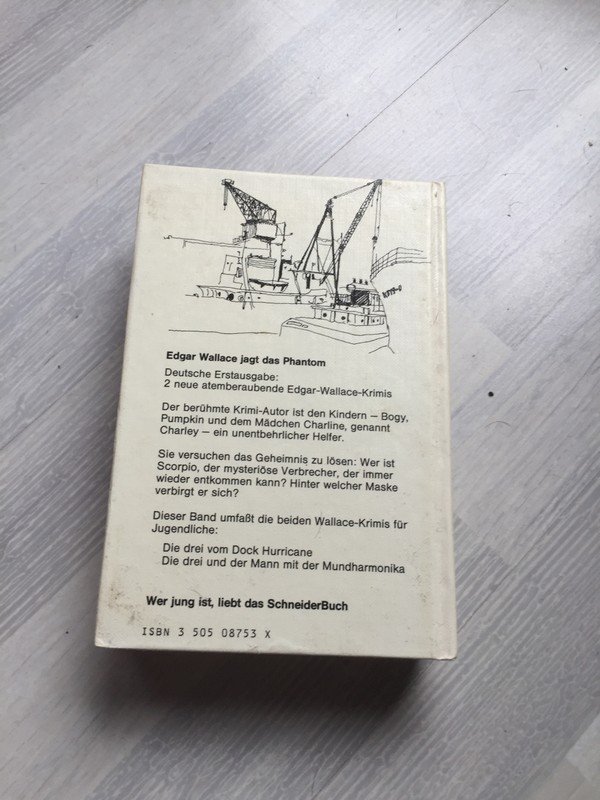 Edgar Wallace jagt das Phantom
Deutsche Erstausgabe:
2 neue atemberaubende Edgar-Wallace-Krimis
Der berühmte Krimi-Autor ist den Kindern – Bogy,
Pumpkin und dem Mädchen Charline, genannt
Charley – ein unentbehrlicher Helfer.
Sie versuchen das Geheimnis zu lösen: Wer ist
Scorpio, der mysteriöse Verbrecher, der immer
wieder entkommen kann? Hinter welcher Maske
verbirgt er sich?
Dieser Band umfaßt die beiden Wallace-Krimis für
Jugendliche:
Die drei vom Dock Hurricane
Die drei und der Mann mit der Mundharmonika
Wer jung ist, liebt das SchneiderBuch
ISBN 3 505 08753 X